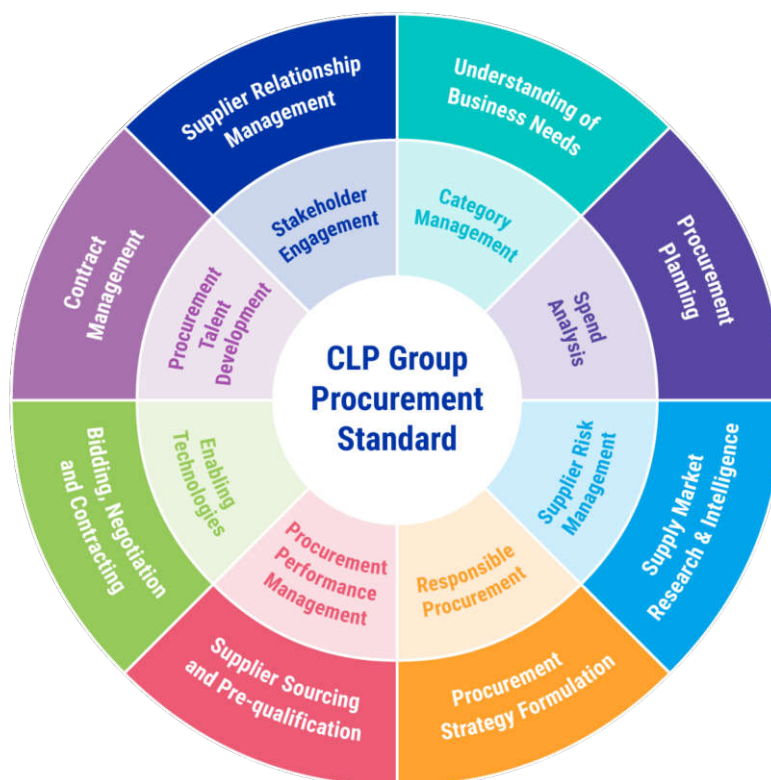 Supplier Relationship
Management
Understanding of
Business Needs
Procurement
Planning
Supply Market
Research & Intelligence
Procurement
Strategy Formulation
Supplier Sourcing
and Pre-qualification
Bidding, Negotiation
and Contracting
Contract
Management
Stakeholder
Engagement
Category
Management
Spend
Analysis
Supplier Risk
Management
Responsible
Procurement
Procurement
Performance
Management
Enabling
Technologies
Procurement
Talent
Development
CLP Group
Procurement
Standard